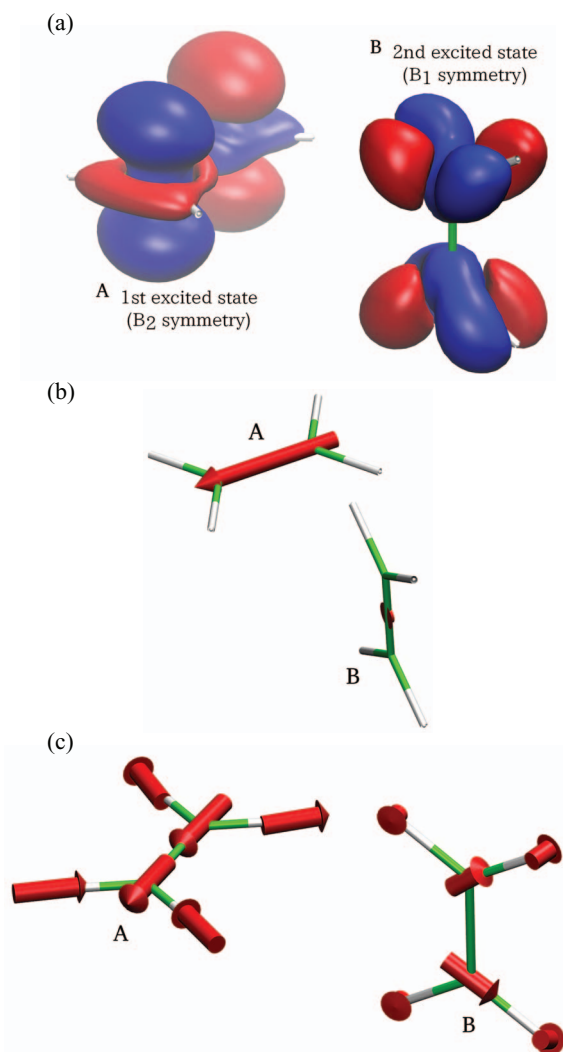 (a)
B 2nd excited state
(B1 symmetry)
A 1st excited state
(B2 symmetry)
(b)
A
B
(c)
A
B